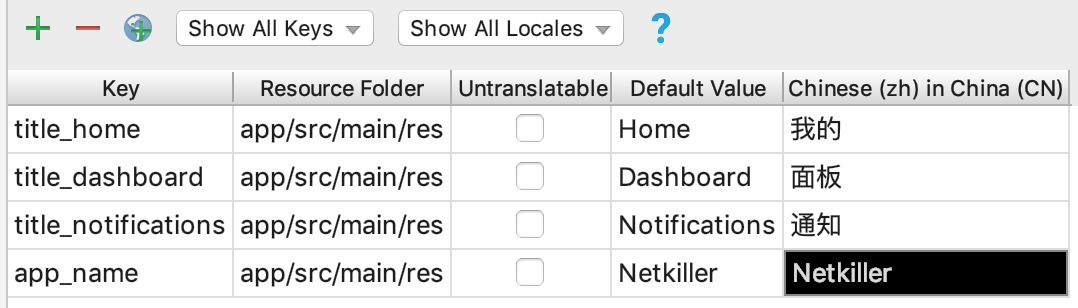 Show All Keys Show All Locales ?
Key Resource Folder Untranslatable Default Value Chinese (zh) in China (CN)
title_home app/src/main/res Home 我的
title_dashboard app/src/main/res Dashboard 面板
title_notifications app/src/main/res Notifications 通知
app_name app/src/main/res Netkiller Netkiller